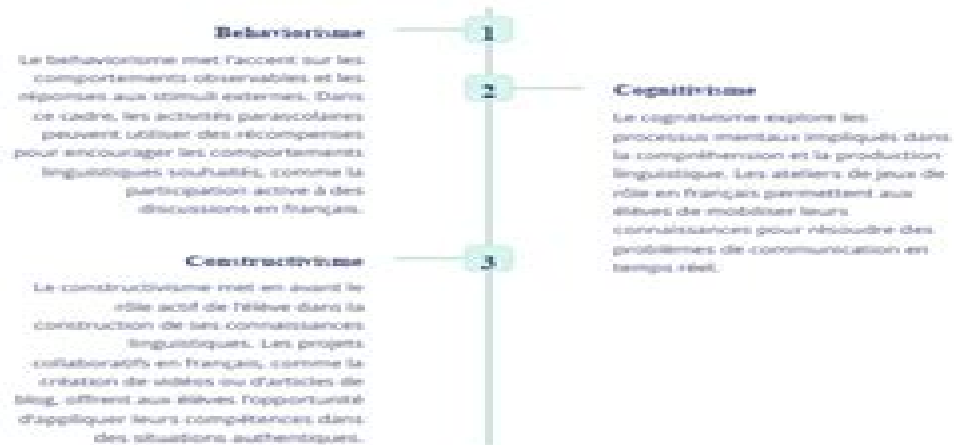 Behaviorisme
1
Le behaviorisme met l'accent sur les
comportements observables et les
réponses aux stimuli externes. Dans
ce cadre, les activités parascolaires
peuvent utiliser des récompenses
pour encourager les comportements
linguistiques souhaités, comme la
participation active à des
discussions en français.
2
Cognitivisme
Le cognitivisme explore les
processus mentaux impliqués dans
la compréhension et la production
linguistique. Les ateliers de jeux de
rôle en français permettent aux
élèves de mobiliser leurs
connaissances pour résoudre des
problèmes de communication en
temps réel.
3
Constructivisme
Le constructivisme met en avant le
rôle actif de l'élève dans la
construction de ses connaissances
linguistiques. Les projets
collaboratifs en français, comme la
création de vidéos ou d'articles de
blog, offrent aux élèves l'opportunité
d'appliquer leurs compétences dans
des situations authentiques.